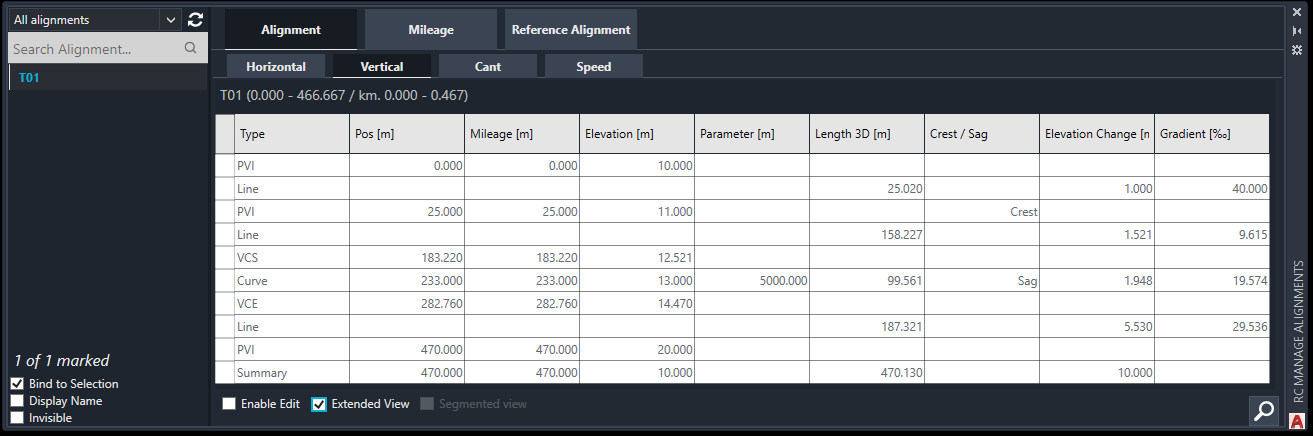 All alignments
Search Alignment...
T01
1 of 1 marked
Bind to Selection
Display Name
Invisible
Alignment Mileage Reference Alignment
Horizontal Vertical Cant Speed
T01 (0.000 - 466.667 / km. 0.000 - 0.467)
Type Pos [m] Mileage [m] Elevation [m] Parameter [m] Length 3D [m] Crest / Sag Elevation Change [m Gradient [‰]
PVI 0.000 0.000 10.000
Line 25.020 1.000 40.000
PVI 25.000 25.000 11.000 Crest
Line 158.227 1.521 9.615
VCS 183.220 183.220 12.521
Curve 233.000 233.000 13.000 5000.000 99.561 Sag 1.948 19.574
VCE 282.760 282.760 14.470
Line 187.321 5.530 29.536
PVI 470.000 470.000 20.000
Summary 470.000 470.000 10.000 470.130 10.000
Enable Edit Extended View Segmented view
RC MANAGE ALIGNMENTS
A